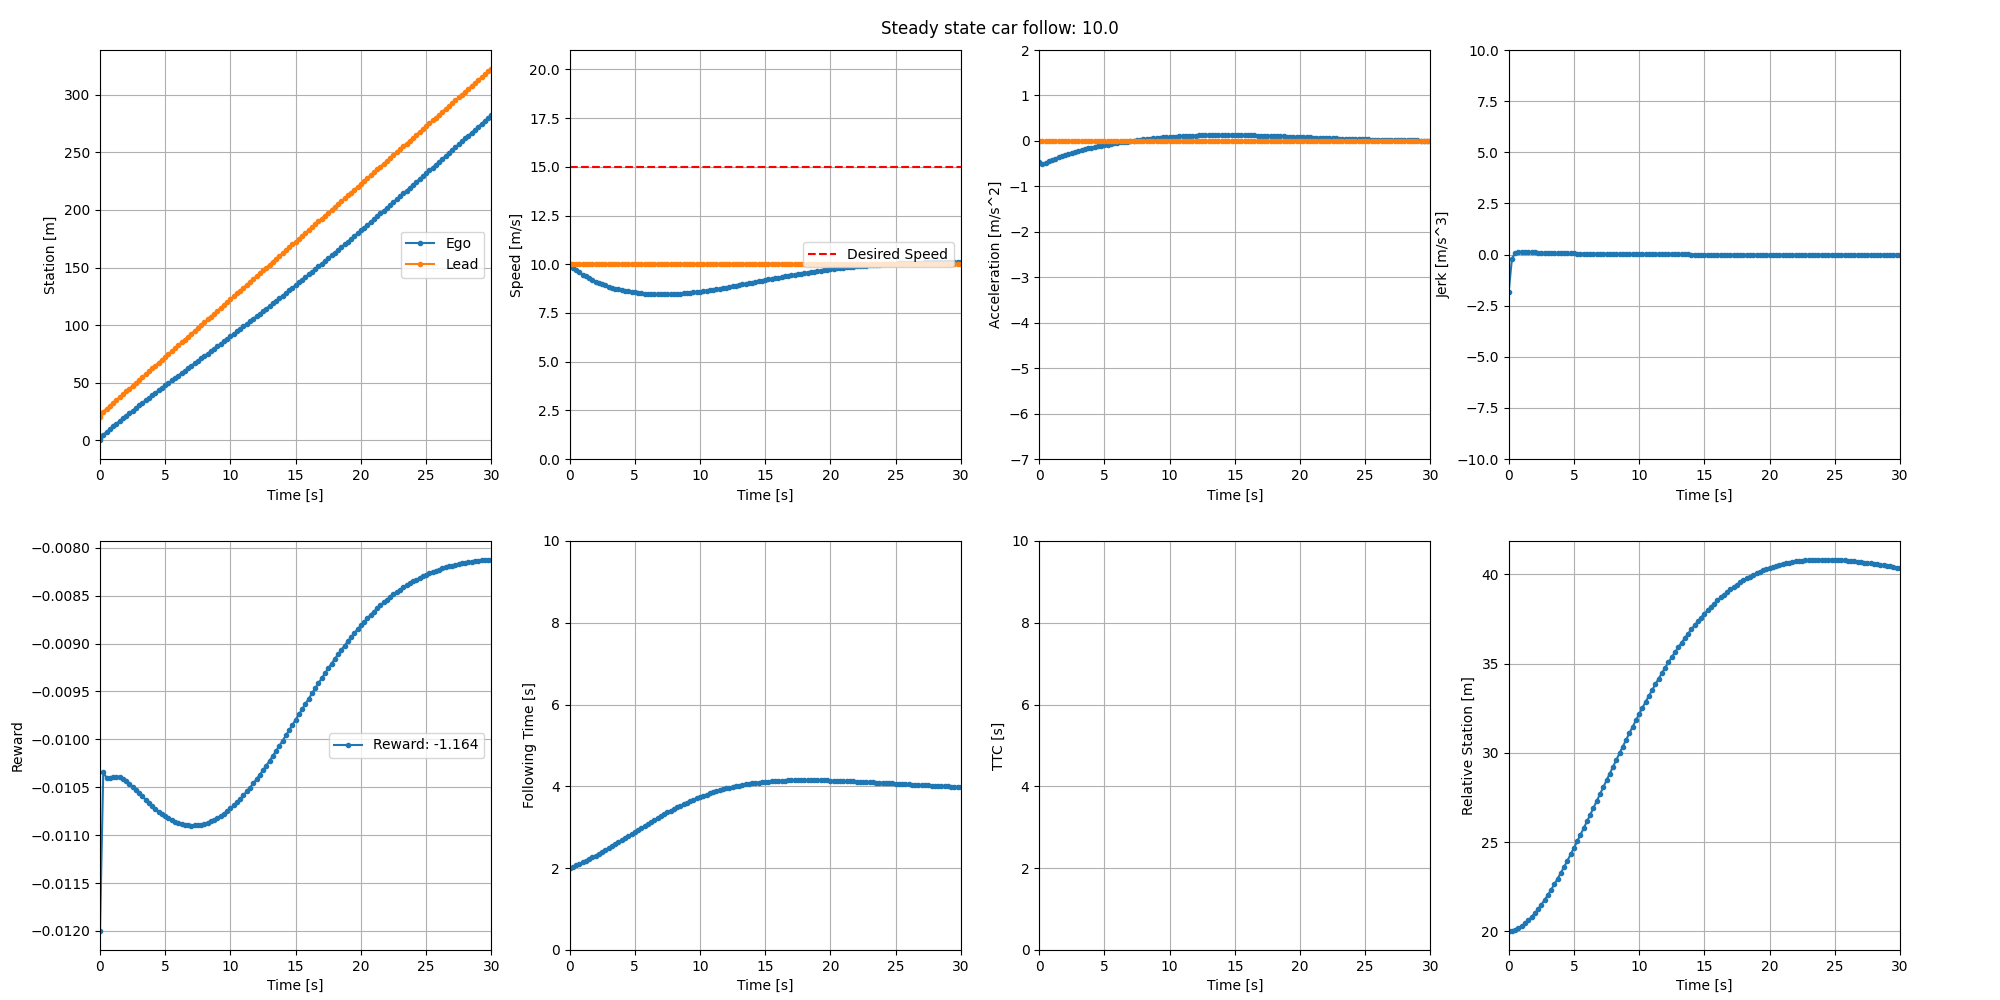 Steady state car follow: 10.0
Station [m]
300
250
200
150
100
50
0
Ego
Lead
0 5 10 15 20 25 30
Time [s]
Speed [m/s]
20.0
17.5
15.0
12.5
10.0
7.5
5.0
2.5
0.0
Desired Speed
0 5 10 15 20 25 30
Time [s]
Acceleration [m/s^2]
2
1
0
−1
−2
−3
−4
−5
−6
−7
0 5 10 15 20 25 30
Time [s]
Jerk [m/s^3]
10.0
7.5
5.0
2.5
0.0
−2.5
−5.0
−7.5
−10.0
0 5 10 15 20 25 30
Time [s]
Reward
−0.0080
−0.0085
−0.0090
−0.0095
−0.0100
−0.0105
−0.0110
−0.0115
−0.0120
Reward: -1.164
0 5 10 15 20 25 30
Time [s]
Following Time [s]
10
8
6
4
2
0
0 5 10 15 20 25 30
Time [s]
TTC [s]
10
8
6
4
2
0
0 5 10 15 20 25 30
Time [s]
Relative Station [m]
40
35
30
25
20
0 5 10 15 20 25 30
Time [s]